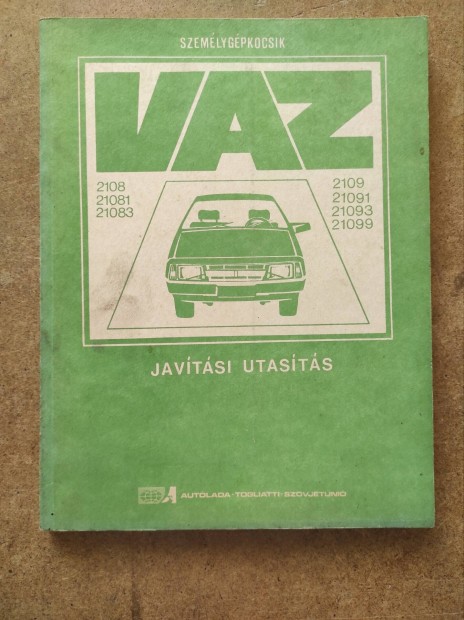 SZEMÉLYGÉPKOCSIK
VAZ
2108
21081
21083
2109
21091
21093
21099
JAVÍTÁSI UTASÍTÁS
AUTOLADA-TOGLIATTI-SZOVJETUNIÓ